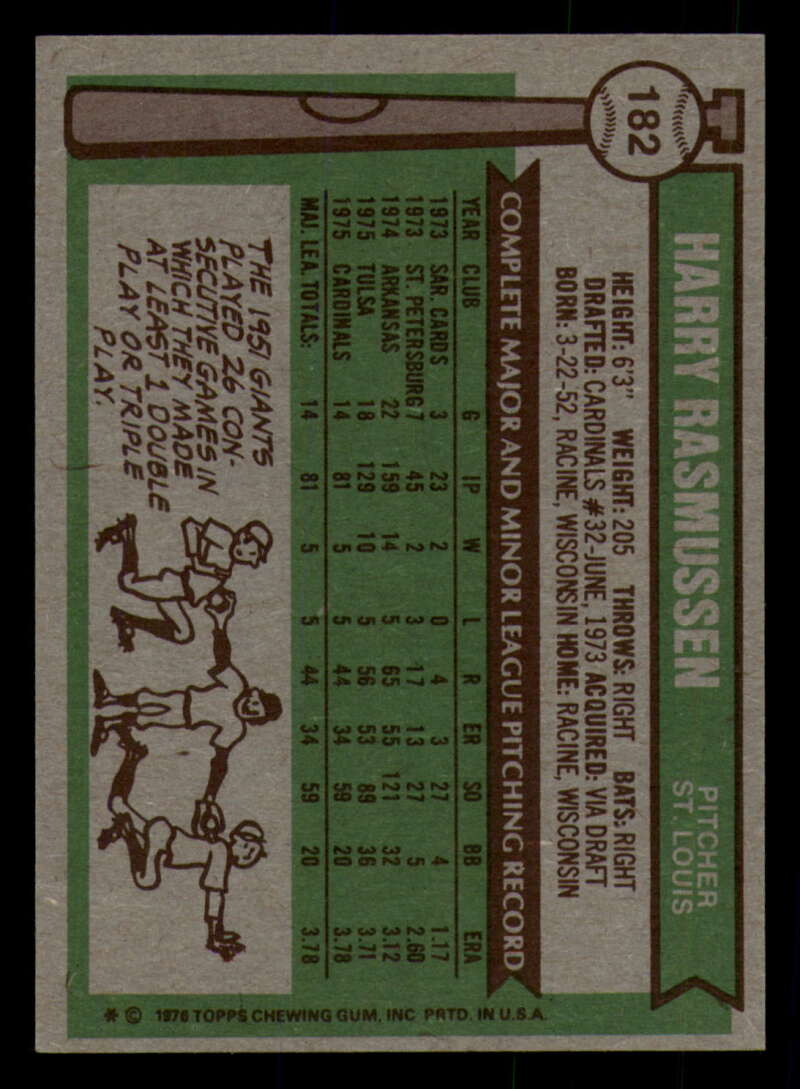 182
HARRY RASMUSSEN
PITCHER
ST. LOUIS
HEIGHT: 6'3" WEIGHT: 205 THROWS: RIGHT BATS: RIGHT
DRAFTED: CARDINALS #32-JUNE, 1973 ACQUIRED: VIA DRAFT
BORN: 3-22-52, RACINE, WISCONSIN HOME: RACINE, WISCONSIN
COMPLETE MAJOR AND MINOR LEAGUE PITCHING RECORD
YEAR CLUB G IP W L R ER SO BB ERA
1973 SAR. CARDS 3 23 2 0 4 3 27 4 1.17
1973 ST. PETERSBURG 7 45 2 3 17 13 27 5 2.60
1974 ARKANSAS 22 159 14 5 65 55 121 32 3.12
1975 TULSA 18 129 10 5 56 53 89 36 3.71
1975 CARDINALS 14 81 5 5 44 34 59 20 3.78
MAJ. LEA. TOTALS: 14 81 5 5 44 34 59 20 3.78
THE 1951 GIANTS
PLAYED 26 CON-
SECUTIVE GAMES IN
WHICH THEY MADE
AT LEAST 1 DOUBLE
PLAY OR TRIPLE
PLAY.
* © 1976 TOPPS CHEWING GUM, INC PRTD. IN U.S.A.